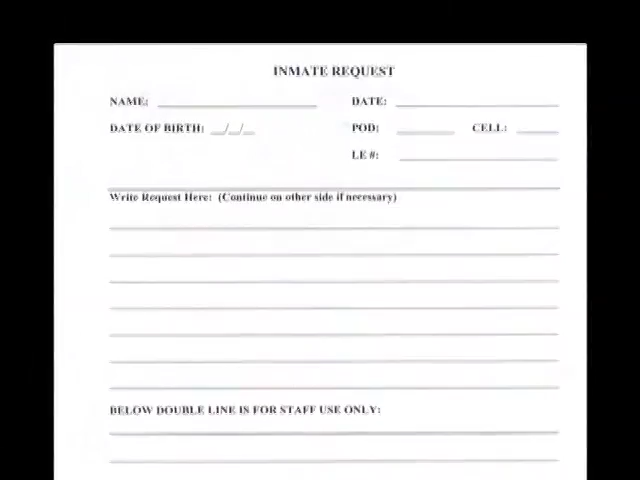 INMATE REQUEST
NAME: DATE:
DATE OF BIRTH: __/__/__ POD: CELL:
LE #:
Write Request Here: (Continue on other side if necessary)
BELOW DOUBLE LINE IS FOR STAFF USE ONLY: